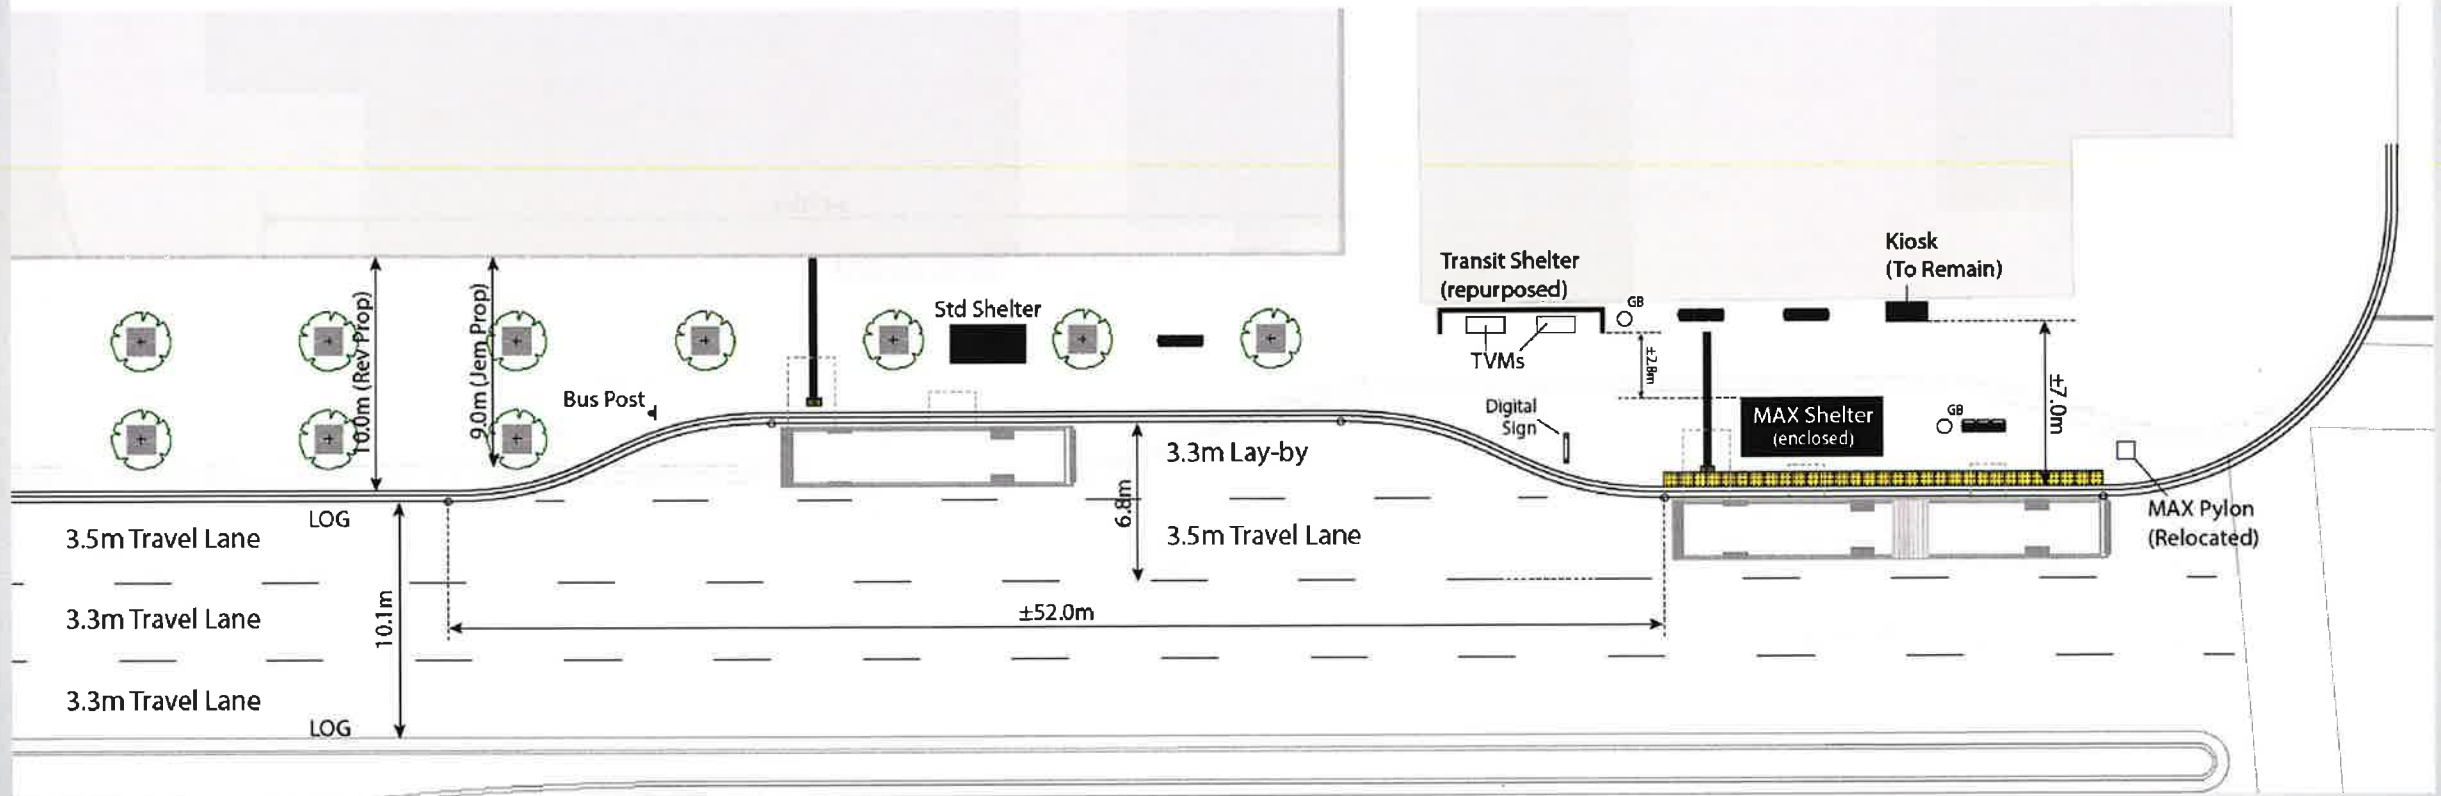 Kiosk
(To Remain)
Transit Shelter
(repurposed)
GB
Std Shelter
10.0m (Rev Prop)
9.0m (Jem Prop)
TVMs
±2.8m
±7.0m
Bus Post
Digital
Sign
MAX Shelter
(enclosed)
GB
3.3m Lay-by
6.8m
LOG
3.5m Travel Lane
3.5m Travel Lane
MAX Pylon
(Relocated)
10.1m
±52.0m
3.3m Travel Lane
3.3m Travel Lane
LOG